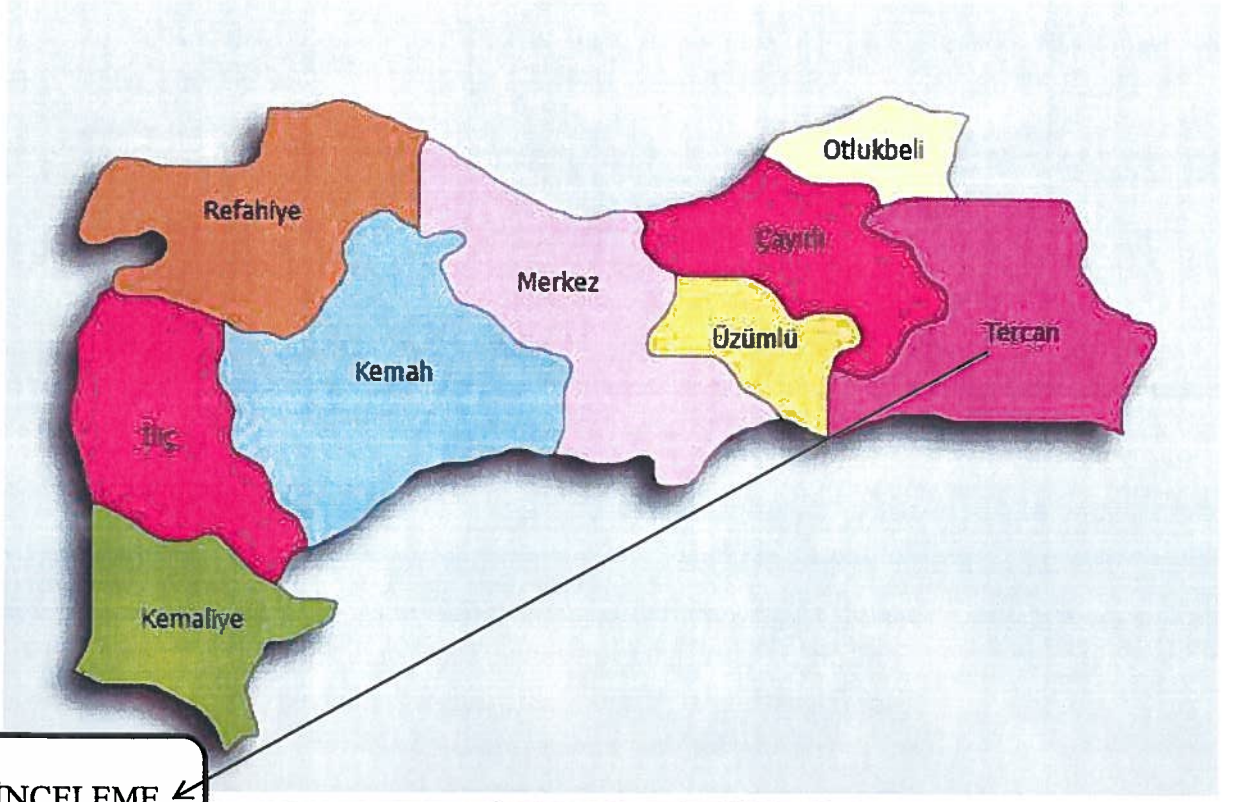 Otlukbeli
Refahiye
Çayırlı
Merkez
Tercan
Üzümlü
Kemah
İliç
Kemaliye
İNCELEME